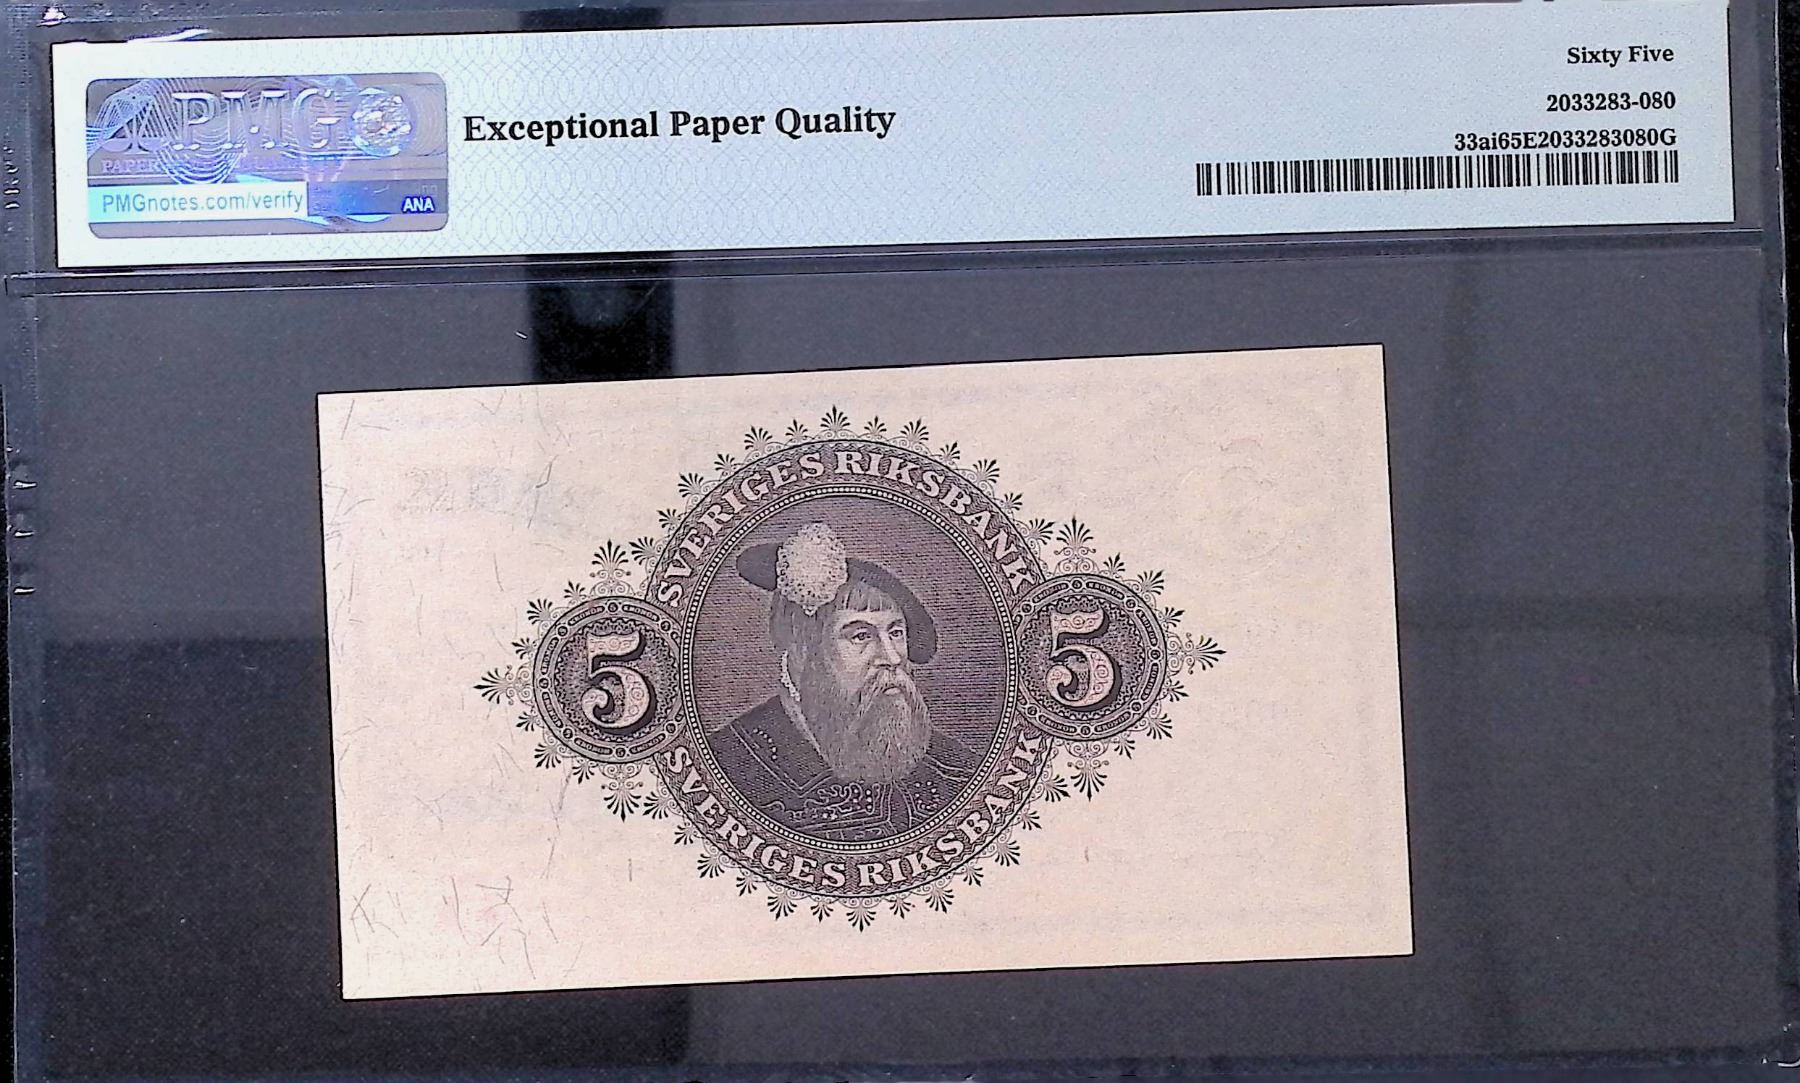 Sixty Five
PMG
2033283-080
Exceptional Paper Quality
33ai65E2033283080G
PAPER
PMGnotes.com/verify
ANA
SVERIGES RIKSBANK
5
5
SVERIGES RIKSBANK